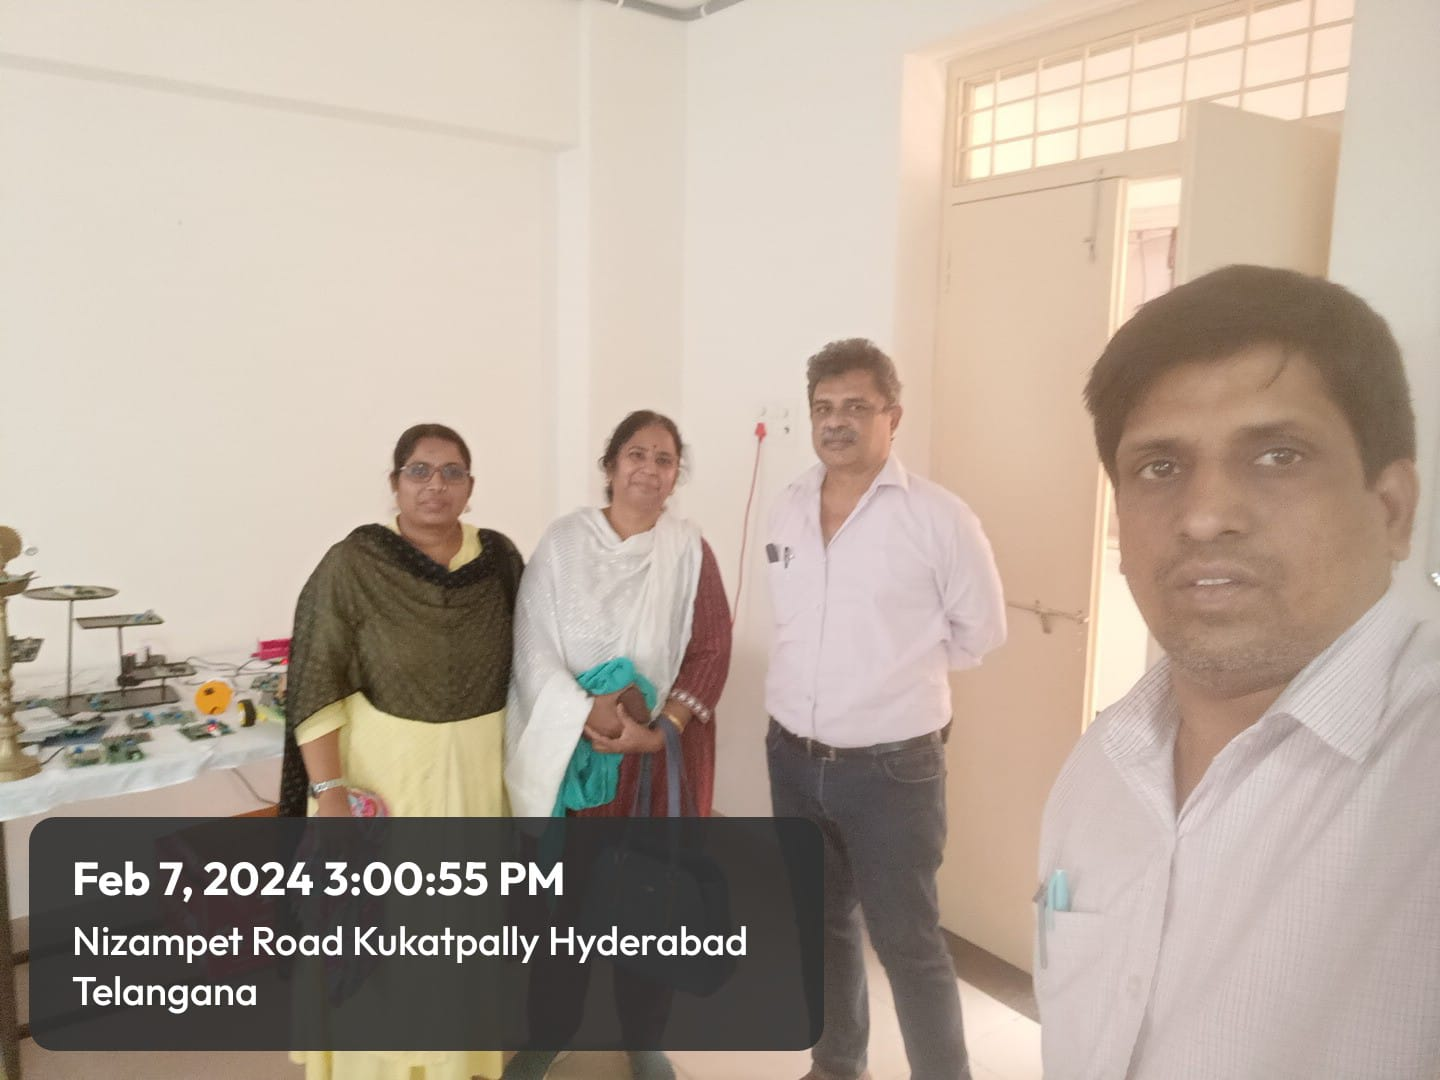 Feb 7, 2024 3:00:55 PM
Nizampet Road Kukatpally Hyderabad
Telangana